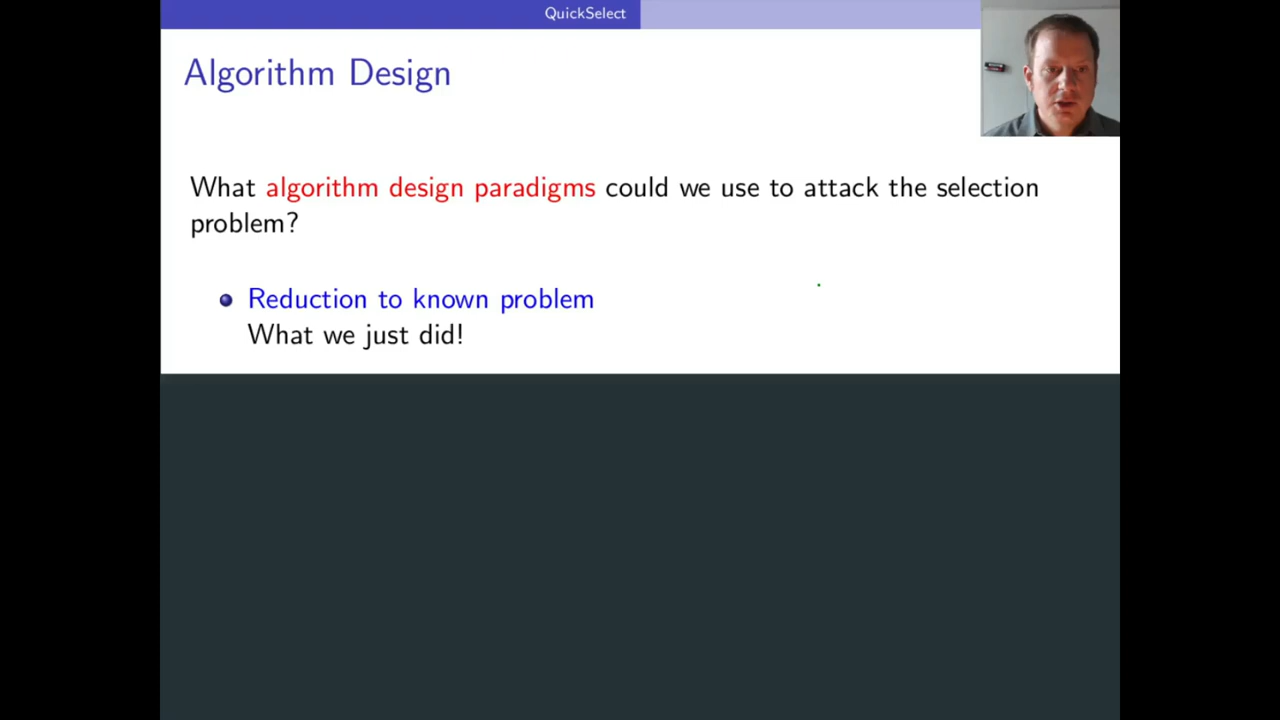 QuickSelect
Algorithm Design
What algorithm design paradigms could we use to attack the selection
problem?
Reduction to known problem
What we just did!